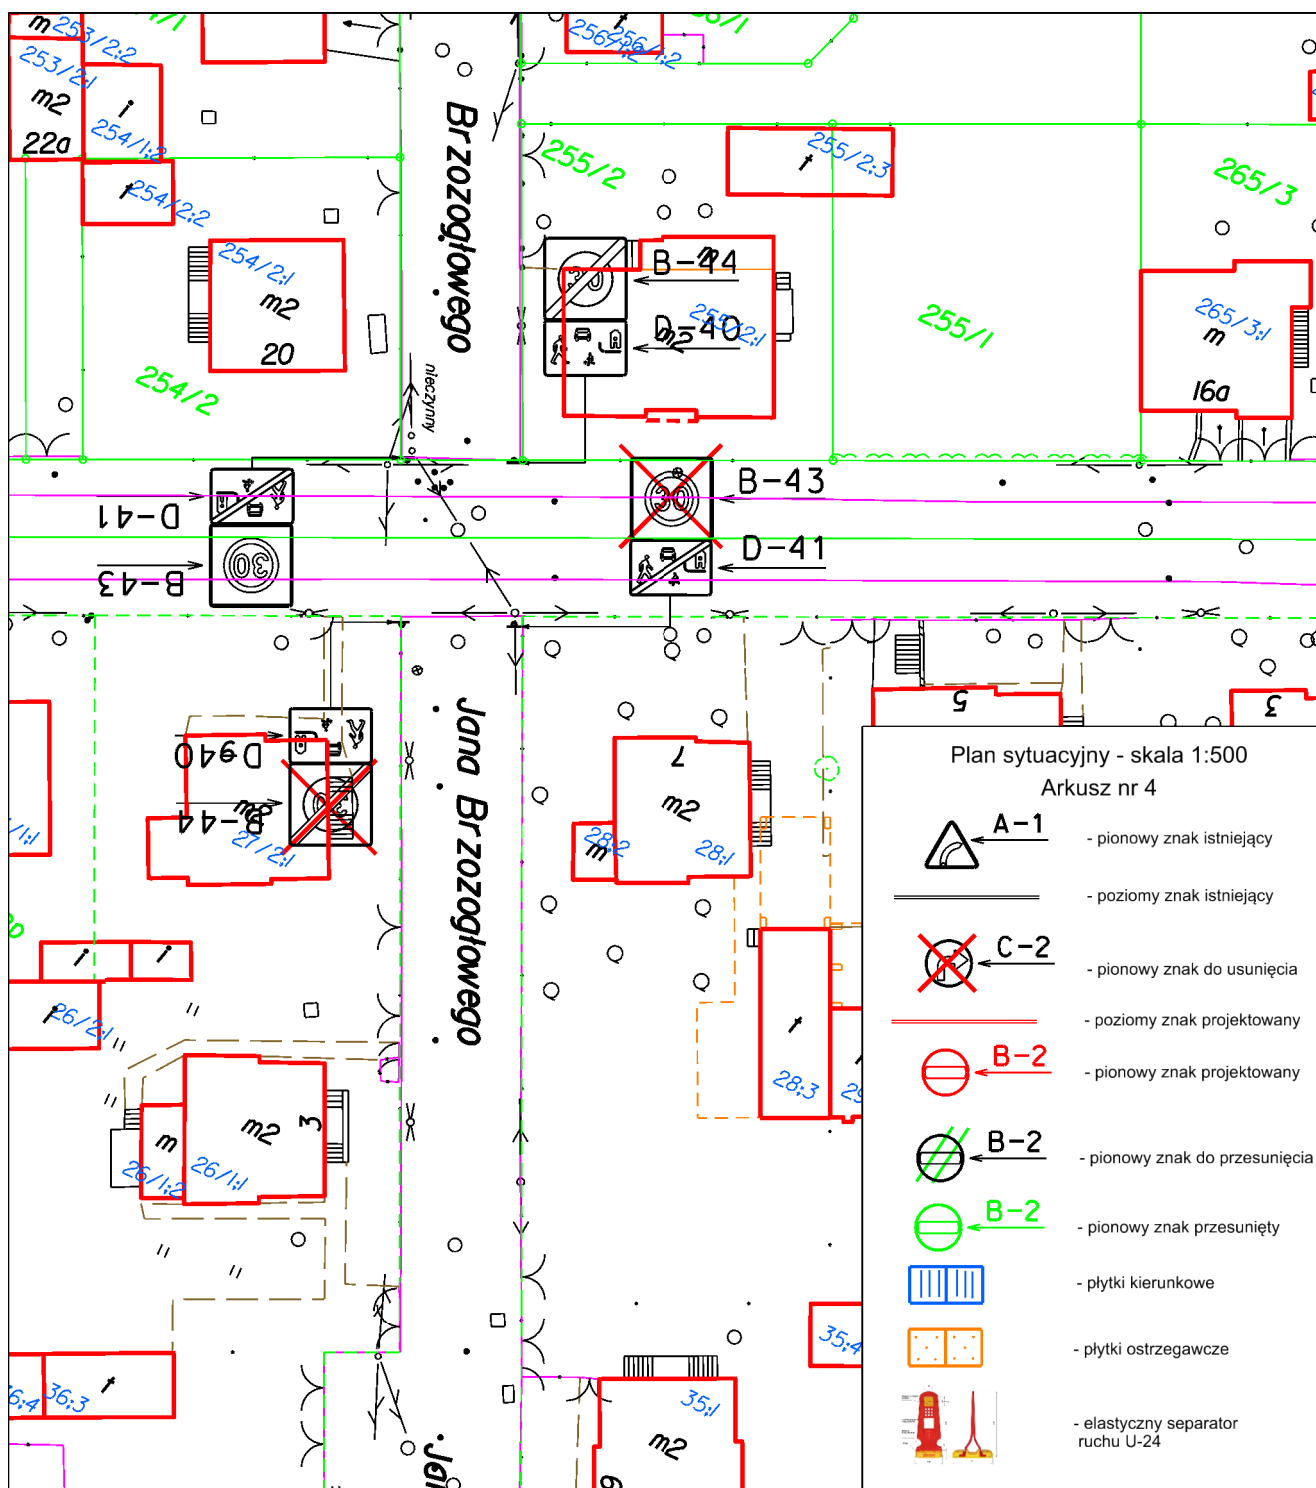 m 253/2:2
253/2:1
m2
22a
i
254/1:2
t
254/2:2
254/2:1
m2
20
254/2
Brzozogłowego
nieczynny
t
256/1:2
255/2
t
255/2:3
265/3
30
B-44
D-40
m
m2
255/2:1
255/1
265/3:1
m
16a
D-41
B-43
30
30
B-43
D-41
Jana Brzozogłowego
D-40
B-44
27/2:1
7
m2
28:1
28:2
m
5
3
i
i
t
26/2:1
m2
3
m
26/1:2
26/1:1
t
28:3
t
36:3
35:4
35:1
m2
Plan sytuacyjny - skala 1:500
Arkusz nr 4
A-1
- pionowy znak istniejący
- poziomy znak istniejący
C-2
- pionowy znak do usunięcia
- poziomy znak projektowany
B-2
- pionowy znak projektowany
B-2
- pionowy znak do przesunięcia
B-2
- pionowy znak przesunięty
- płytki kierunkowe
- płytki ostrzegawcze
- elastyczny separator
ruchu U-24